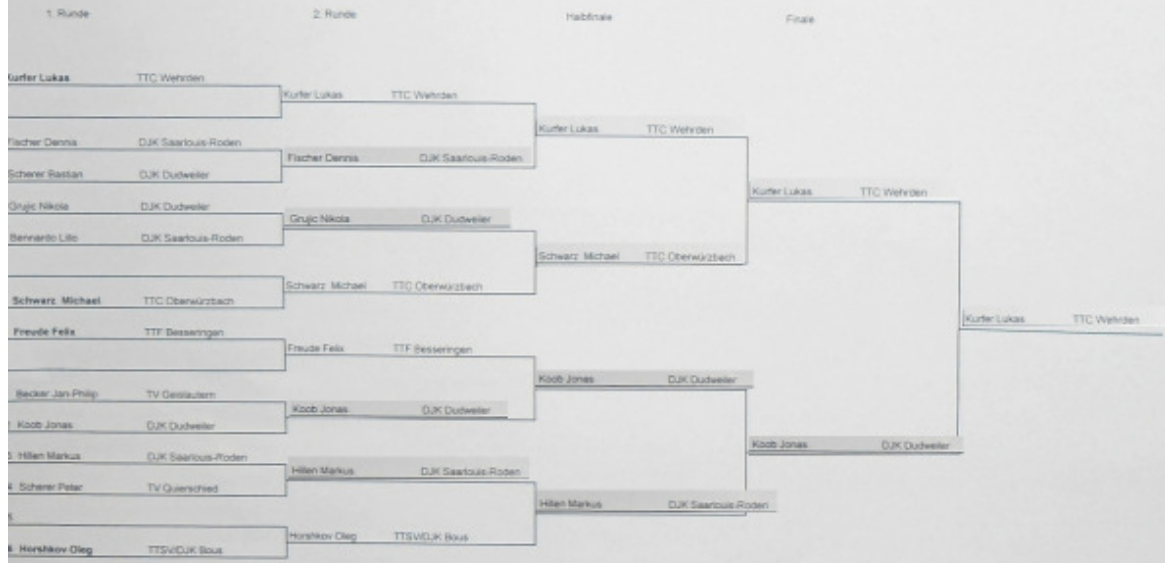 1. Runde 2. Runde Halbfinale Finale
Kurfer Lukas TTC Wehrden
Kurfer Lukas TTC Wehrden
Kurfer Lukas TTC Wehrden
Fischer Dennis DJK Saarlouis-Roden
Fischer Dennis DJK Saarlouis-Roden
Scherer Bastian DJK Dudweiler
Kurfer Lukas TTC Wehrden
Grujic Nikola DJK Dudweiler
Grujic Nikola DJK Dudweiler
Bennardo Lillo DJK Saarlouis-Roden
Schwarz Michael TTC Oberwürzbach
Schwarz Michael TTC Oberwürzbach
Schwarz Michael TTC Oberwürzbach
Kurfer Lukas TTC Wehrden
Freude Felix TTF Besseringen
Freude Felix TTF Besseringen
Koob Jonas DJK Dudweiler
Becker Jan-Philip TV Geislautern
Koob Jonas DJK Dudweiler
Koob Jonas DJK Dudweiler
Koob Jonas DJK Dudweiler
Hillen Markus DJK Saarlouis-Roden
Hillen Markus DJK Saarlouis-Roden
Scherer Peter TV Quierschied
Hillen Markus DJK Saarlouis-Roden
Horshkov Oleg TTSV/DJK Bous
Horshkov Oleg TTSV/DJK Bous